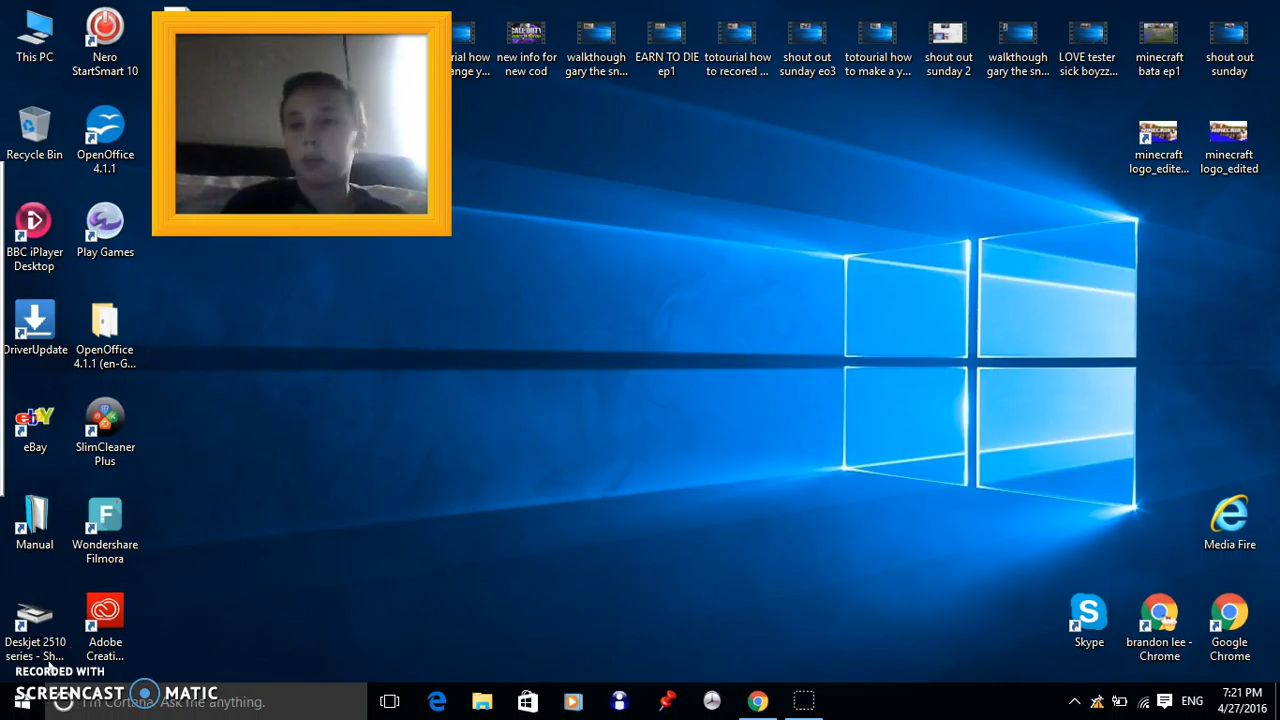 This PC
Nero
StartSmart 10
new info for
new cod
walkthough
gary the sn...
EARN TO DIE
ep1
totourial how
to recored ...
shout out
sunday eo3
totourial how
to make a y...
shout out
sunday 2
walkthough
gary the sn...
LOVE tester
sick boyzz...
minecraft
bata ep1
shout out
sunday
Recycle Bin
OpenOffice
4.1.1
minecraft
logo_edite...
minecraft
logo_edited
BBC iPlayer
Desktop
Play Games
DriverUpdate
OpenOffice
4.1.1 (en-G...
eBay
SlimCleaner
Plus
Manual
Wondershare
Filmora
Media Fire
Deskjet 2510
series - Sh...
Adobe
Creati...
Skype
brandon lee -
Chrome
Google
Chrome
RECORDED WITH
SCREENCAST MATIC
I'm Cortana. Ask me anything.
ENG
7:21 PM
4/27/2016